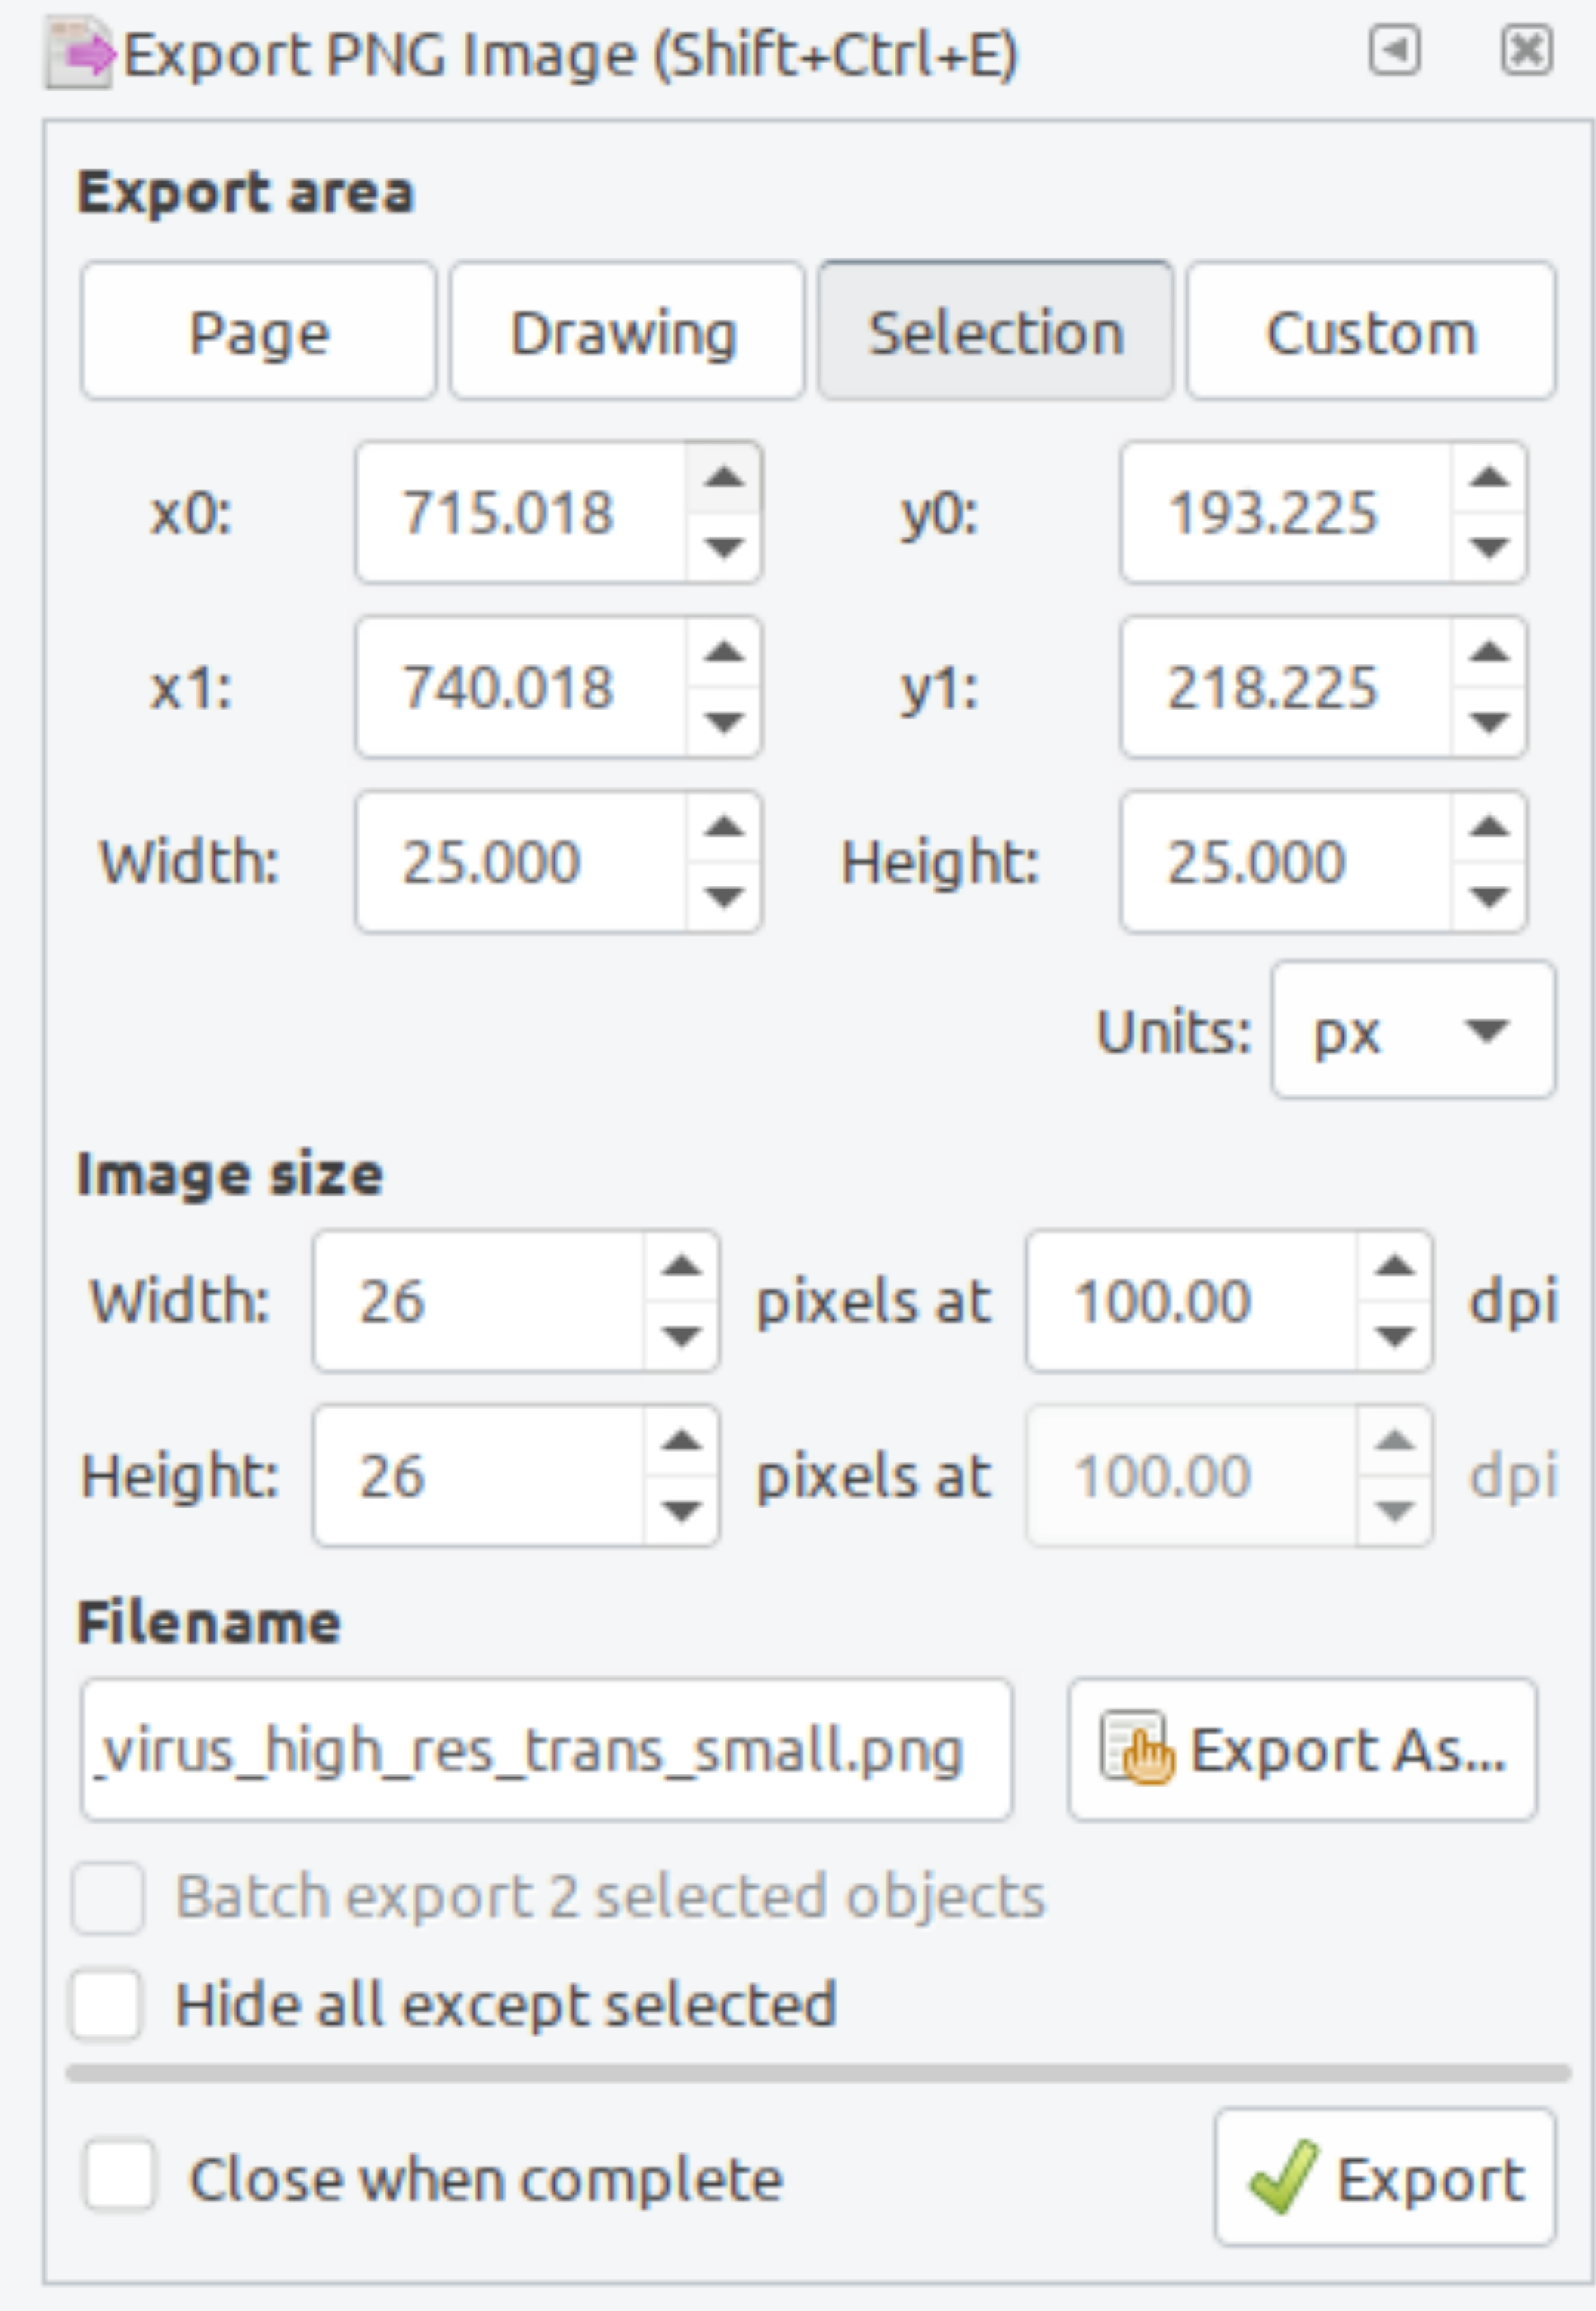 Export PNG Image (Shift+Ctrl+E)
Export area
Page Drawing Selection Custom
x0: 715.018 y0: 193.225
x1: 740.018 y1: 218.225
Width: 25.000 Height: 25.000
Units: px
Image size
Width: 26 pixels at 100.00 dpi
Height: 26 pixels at 100.00 dpi
Filename
_virus_high_res_trans_small.png Export As...
Batch export 2 selected objects
Hide all except selected
Close when complete Export